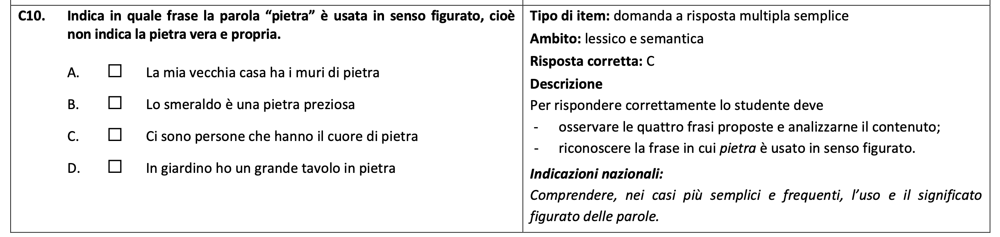 C10. Indica in quale frase la parola “pietra” è usata in senso figurato, cioè
non indica la pietra vera e propria.
A. La mia vecchia casa ha i muri di pietra
B. Lo smeraldo è una pietra preziosa
C. Ci sono persone che hanno il cuore di pietra
D. In giardino ho un grande tavolo in pietra
Tipo di item: domanda a risposta multipla semplice
Ambito: lessico e semantica
Risposta corretta: C
Descrizione
Per rispondere correttamente lo studente deve
- osservare le quattro frasi proposte e analizzarne il contenuto;
- riconoscere la frase in cui pietra è usato in senso figurato.
Indicazioni nazionali:
Comprendere, nei casi più semplici e frequenti, l’uso e il significato
figurato delle parole.